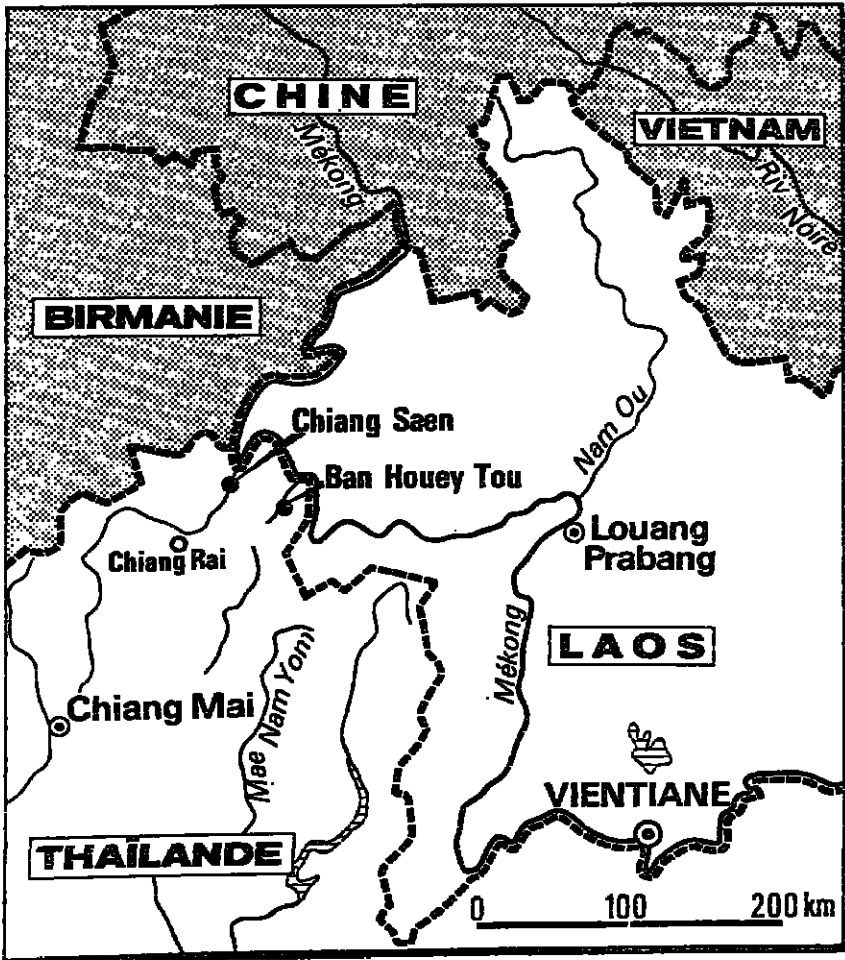 CHINE
Mékong
VIETNAM
Riv. Noire
BIRMANIE
Nam Ou
Chiang Saen
Ban Houey Tou
Louang
Prabang
Chiang Rai
Mékong
LAOS
Mae Nam Yom
Chiang Mai
VIENTIANE
THAÏLANDE
0 100 200 km